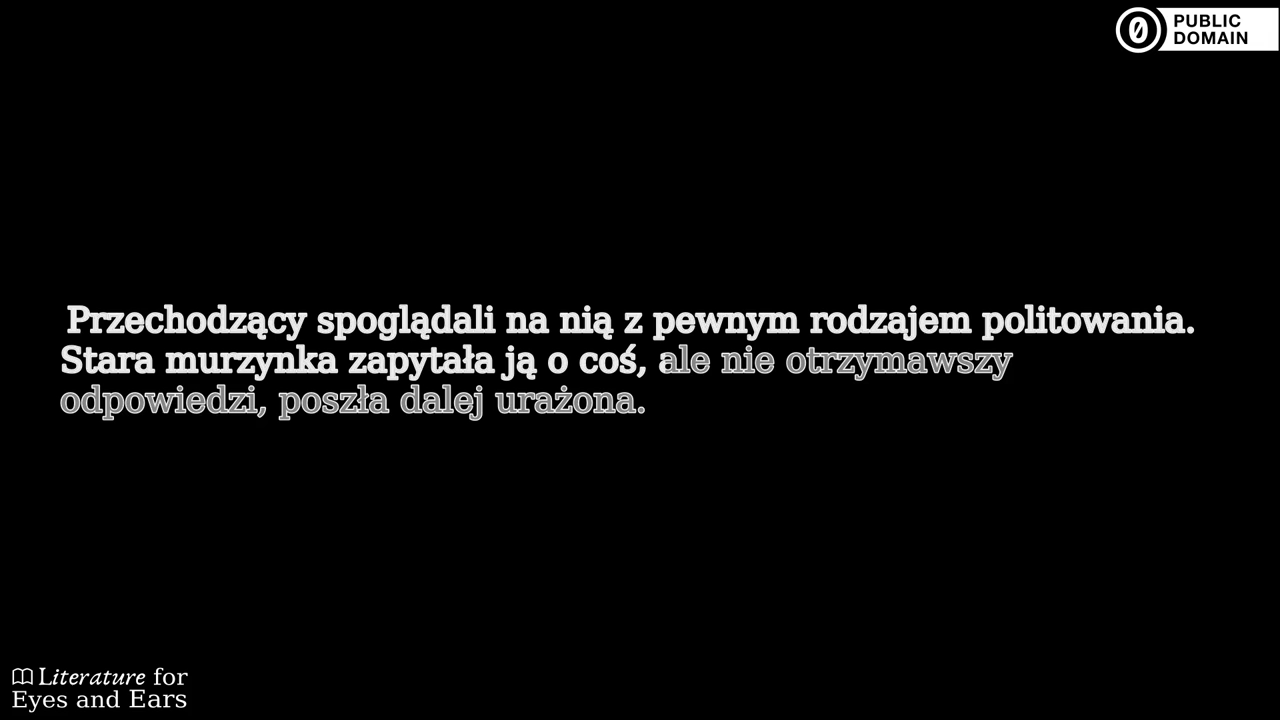 PUBLIC
DOMAIN
Przechodzący spoglądali na nią z pewnym rodzajem politowania.
Stara murzynka zapytała ją o coś, ale nie otrzymawszy
odpowiedzi, poszła dalej urażona.
Literature for
Eyes and Ears